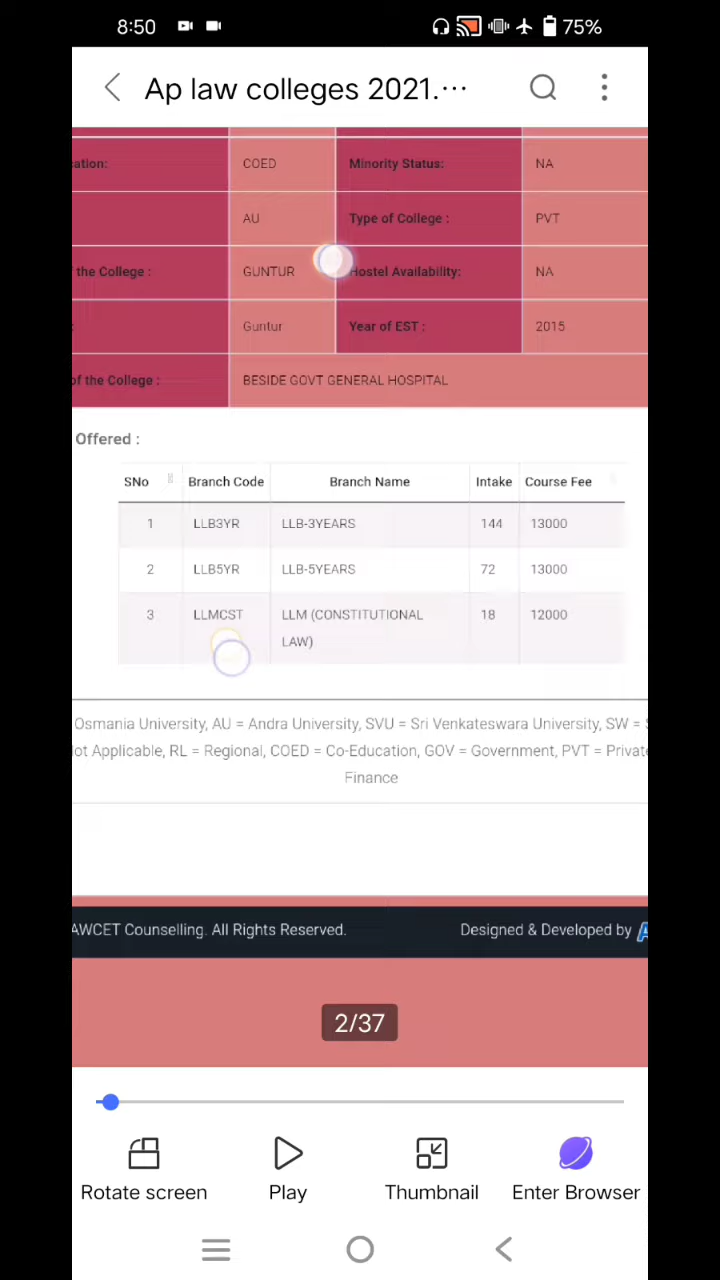 8:50 75%
Ap law colleges 2021.···
ation: COED Minority Status: NA
AU Type of College : PVT
the College : GUNTUR Hostel Availability: NA
: Guntur Year of EST : 2015
of the College : BESIDE GOVT GENERAL HOSPITAL
Offered :
SNo Branch Code Branch Name Intake Course Fee
1 LLB3YR LLB-3YEARS 144 13000
2 LLB5YR LLB-5YEARS 72 13000
3 LLMCST LLM (CONSTITUTIONAL 18 12000
LAW)
Osmania University, AU = Andra University, SVU = Sri Venkateswara University, SW =
ot Applicable, RL = Regional, COED = Co-Education, GOV = Government, PVT = Private
Finance
AWCET Counselling. All Rights Reserved. Designed & Developed by
2/37
Rotate screen Play Thumbnail Enter Browser